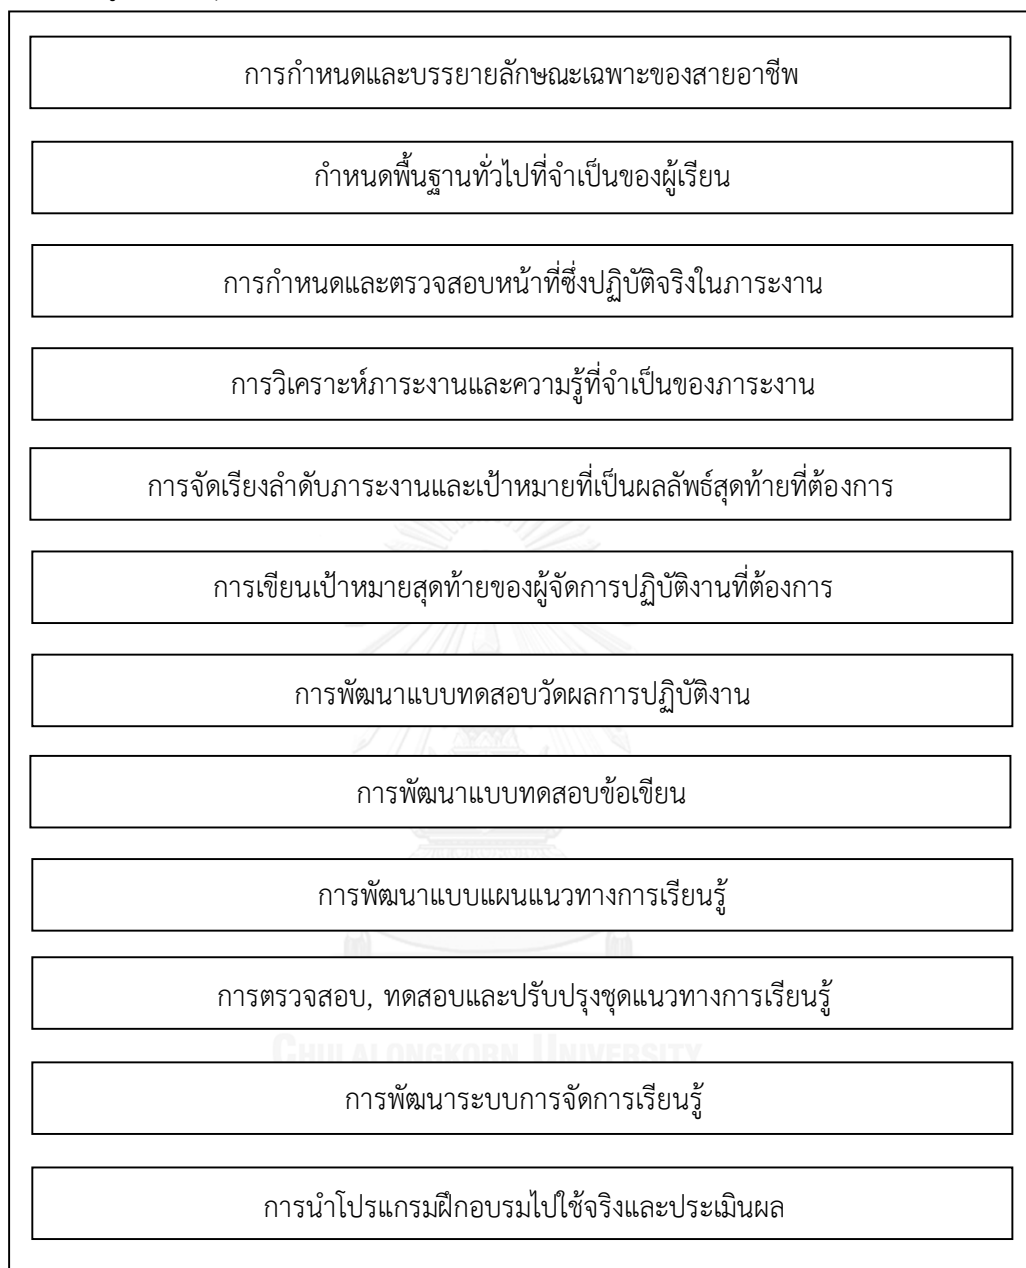 การกำหนดและบรรยายลักษณะเฉพาะของสายอาชีพ
กำหนดพื้นฐานทั่วไปที่จำเป็นของผู้เรียน
การกำหนดและตรวจสอบหน้าที่ซึ่งปฏิบัติจริงในภาระงาน
การวิเคราะห์ภาระงานและความรู้ที่จำเป็นของภาระงาน
การจัดเรียงลำดับภาระงานและเป้าหมายที่เป็นผลลัพธ์สุดท้ายที่ต้องการ
การเขียนเป้าหมายสุดท้ายของผู้จัดการปฏิบัติงานที่ต้องการ
การพัฒนาแบบทดสอบวัดผลการปฏิบัติงาน
การพัฒนาแบบทดสอบข้อเขียน
การพัฒนาแบบแผนแนวทางการเรียนรู้
การตรวจสอบ, ทดสอบและปรับปรุงชุดแนวทางการเรียนรู้
CHULALONGKORN UNIVERSITY
การพัฒนาระบบการจัดการเรียนรู้
การนำโปรแกรมฝึกอบรมไปใช้จริงและประเมินผล